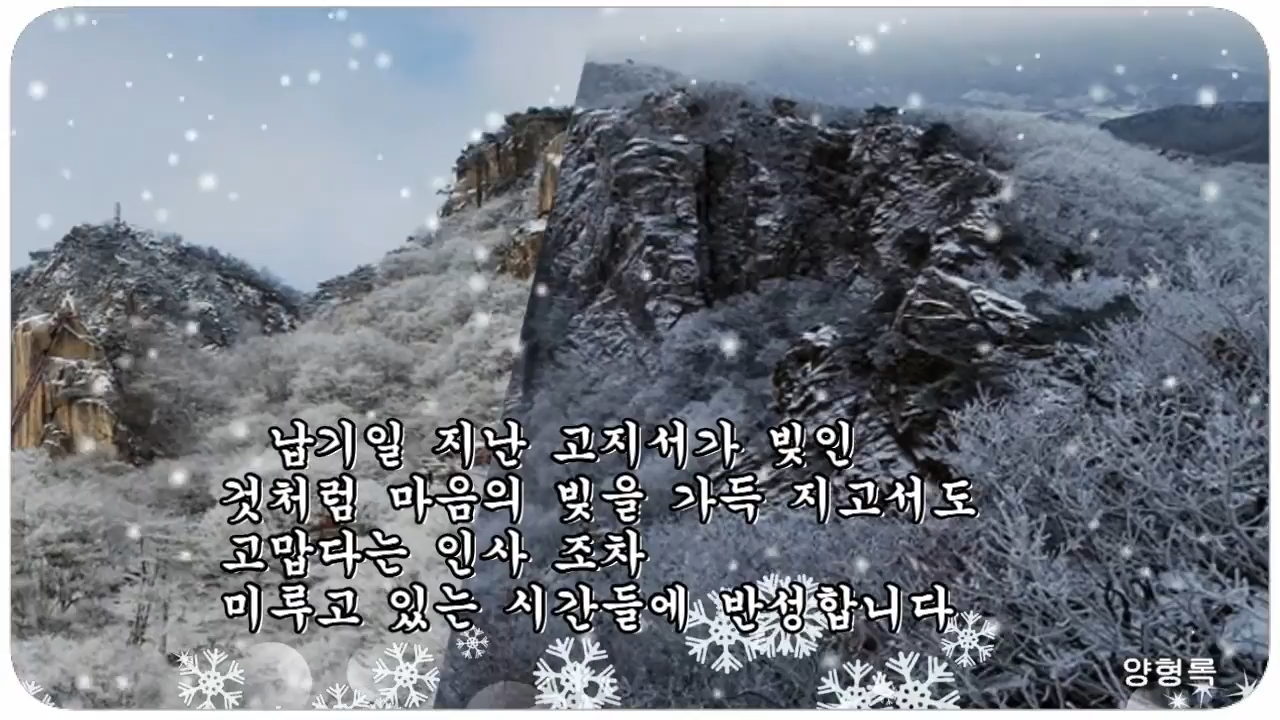 납기일 지난 고지서가 빚인
것처럼 마음의 빚을 가득 지고서도
고맙다는 인사 조차
미루고 있는 시간들에 반성합니다
양형록